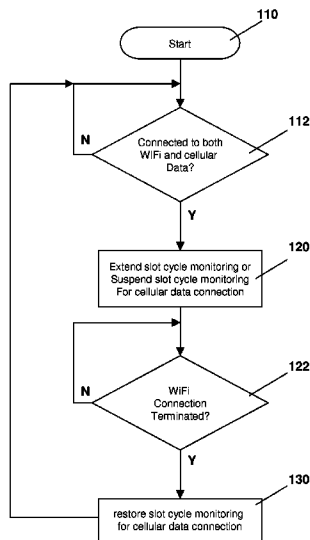 110
Start
112
N
Connected to both
WiFi and cellular
Data?
Y
120
Extend slot cycle monitoring or
Suspend slot cycle monitoring
For cellular data connection
122
N
WiFi
Connection
Terminated?
Y
130
restore slot cycle monitoring
for cellular data connection